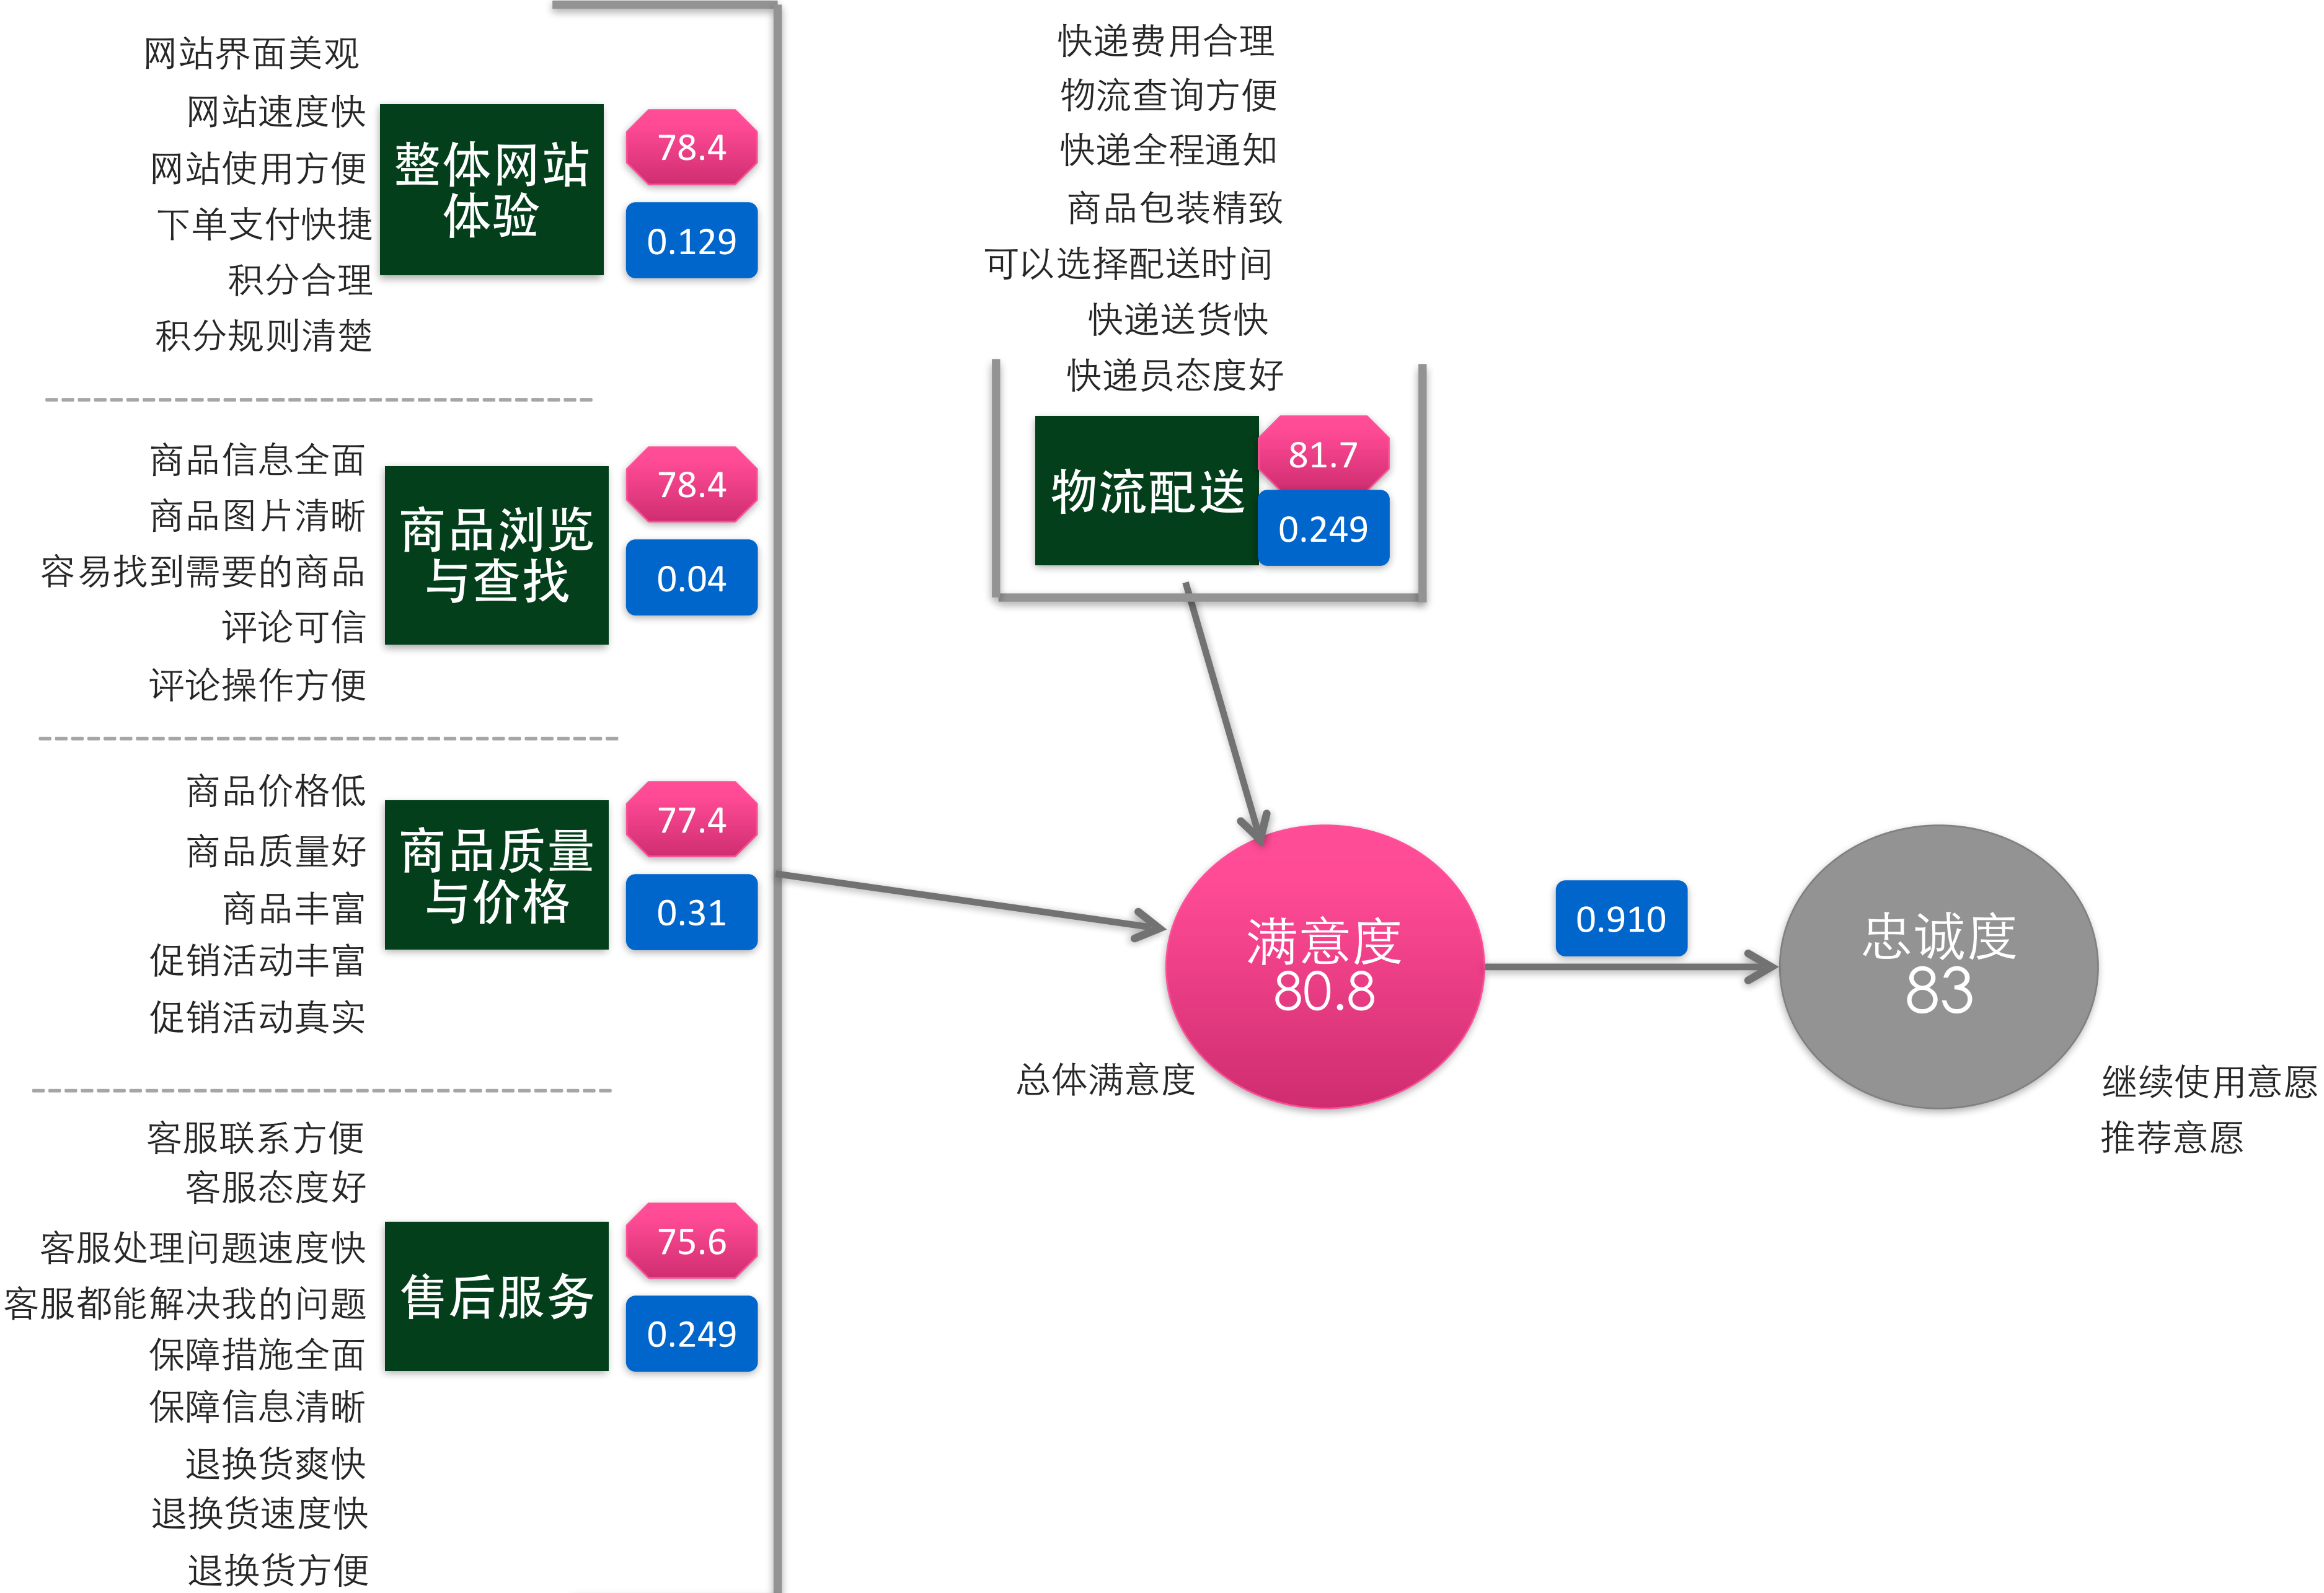 网站界面美观
网站速度快
网站使用方便
下单支付快捷
积分合理
积分规则清楚
整体网站
体验
78.4
0.129
商品信息全面
商品图片清晰
容易找到需要的商品
评论可信
评论操作方便
商品浏览
与查找
78.4
0.04
商品价格低
商品质量好
商品丰富
促销活动丰富
促销活动真实
商品质量
与价格
77.4
0.31
客服联系方便
客服态度好
客服处理问题速度快
客服都能解决我的问题
保障措施全面
保障信息清晰
退换货爽快
退换货速度快
退换货方便
售后服务
75.6
0.249
快递费用合理
物流查询方便
快递全程通知
商品包装精致
可以选择配送时间
快递送货快
快递员态度好
物流配送
81.7
0.249
满意度
80.8
总体满意度
0.910
忠诚度
83
继续使用意愿
推荐意愿